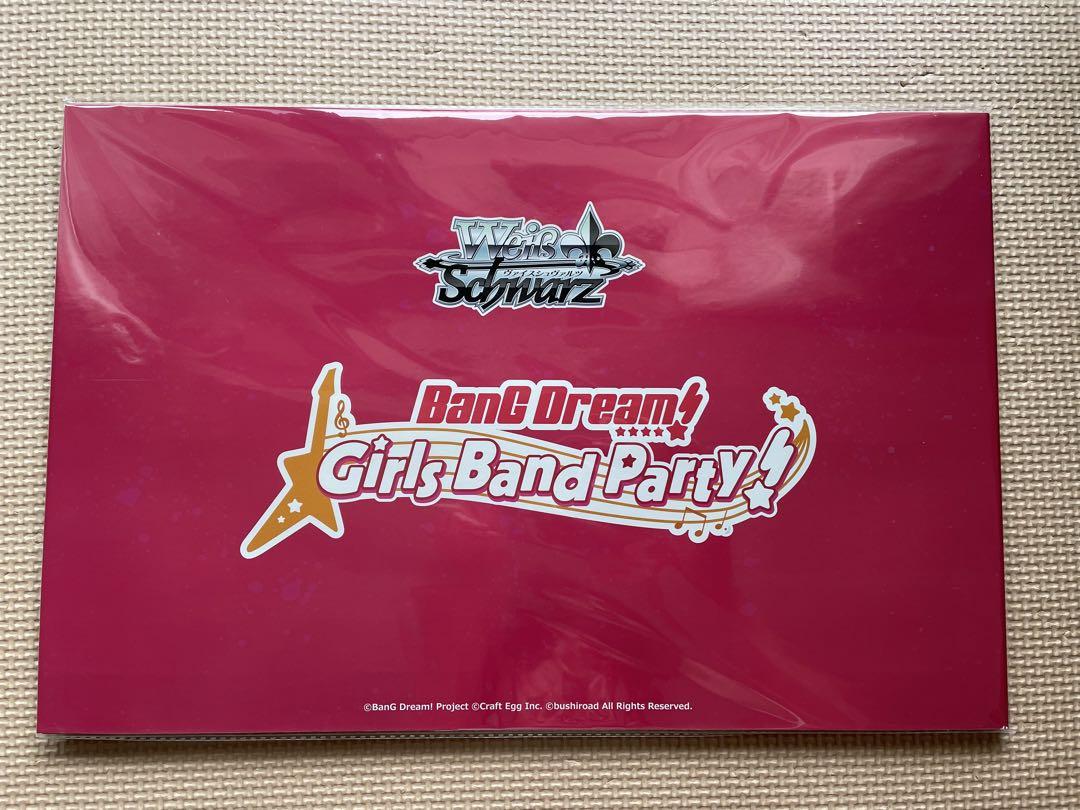 Weiß
ヴァイスシュヴァルツ
Schwarz
BanG Dream!
Girls Band Party!
©BanG Dream! Project ©Craft Egg Inc. ©bushiroad All Rights Reserved.